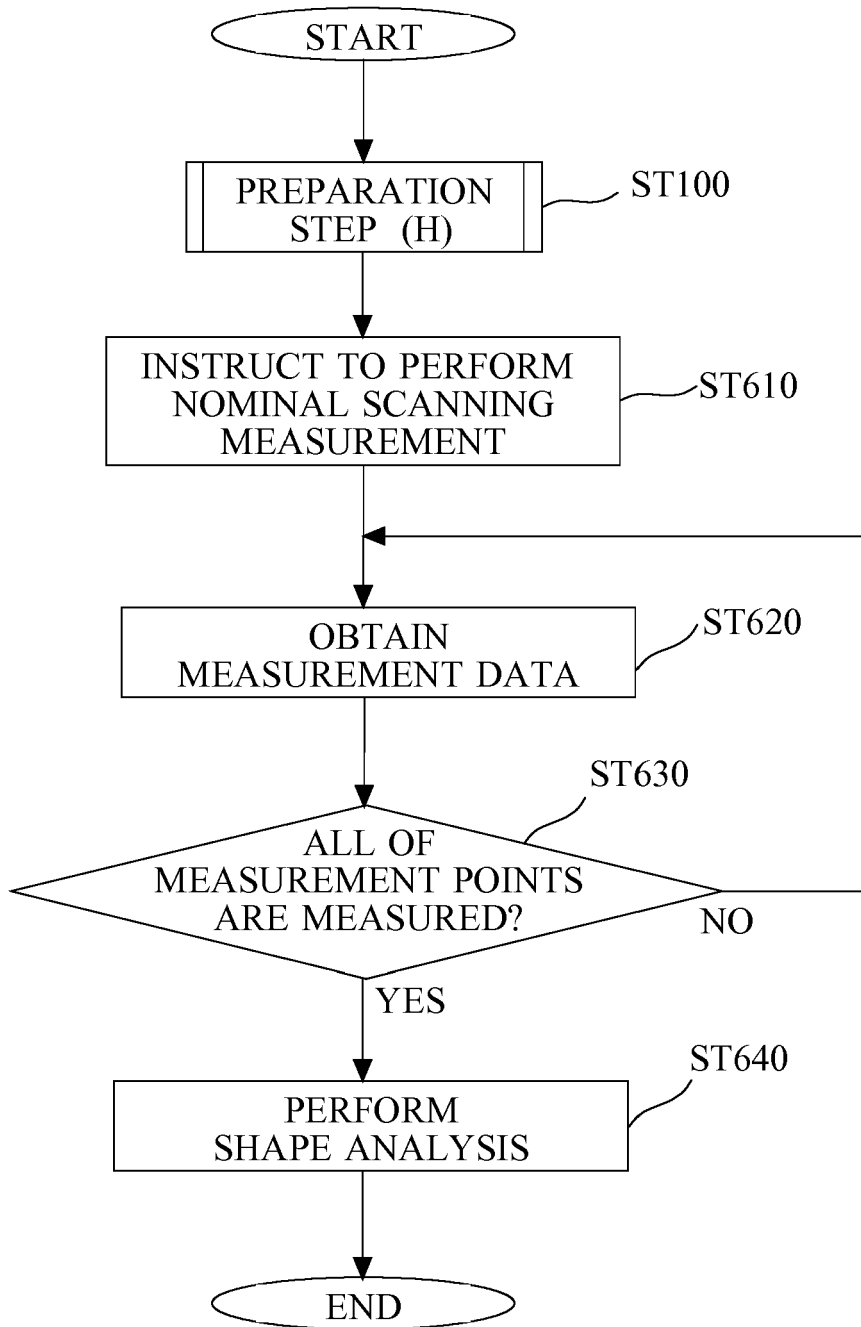 START
PREPARATION
STEP (H)
ST100
INSTRUCT TO PERFORM
NOMINAL SCANNING
MEASUREMENT
ST610
OBTAIN
MEASUREMENT DATA
ST620
ST630
ALL OF
MEASUREMENT POINTS
ARE MEASURED?
NO
YES
ST640
PERFORM
SHAPE ANALYSIS
END